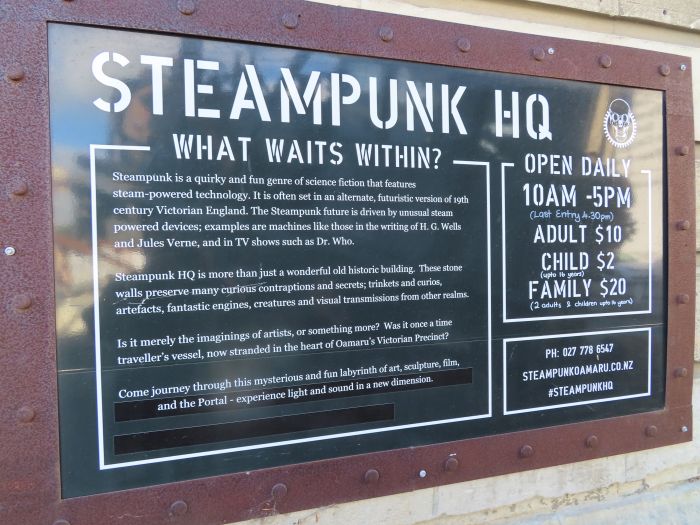 STEAMPUNK HQ
WHAT WAITS WITHIN?
Steampunk is a quirky and fun genre of science fiction that features
steam-powered technology. It is often set in an alternate, futuristic version of 19th
century Victorian England. The Steampunk future is driven by unusual steam
powered devices; examples are machines like those in the writing of H. G. Wells
and Jules Verne, and in TV shows such as Dr. Who.
Steampunk HQ is more than just a wonderful old historic building. These stone
walls preserve many curious contraptions and secrets; trinkets and curios,
artefacts, fantastic engines, creatures and visual transmissions from other realms.
Is it merely the imaginings of artists, or something more? Was it once a time
traveller's vessel, now stranded in the heart of Oamaru's Victorian Precinct?
Come journey through this mysterious and fun labyrinth of art, sculpture, film,
and the Portal - experience light and sound in a new dimension.
OPEN DAILY
10AM -5PM
(Last Entry 4.30pm)
ADULT $10
CHILD $2
(upto 16 years)
FAMILY $20
(2 adults & children upto 16 years)
PH: 027 778 6547
STEAMPUNKOAMARU.CO.NZ
#STEAMPUNKHQ